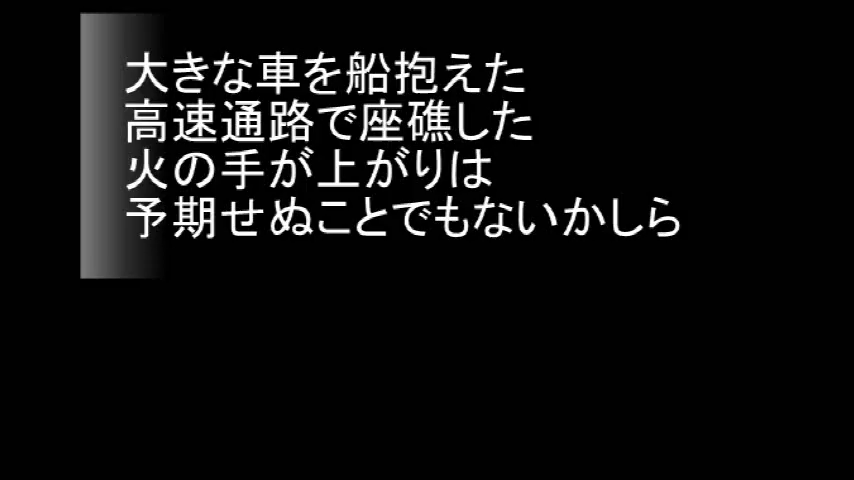 大きな車を船抱えた
高速通路で座礁した
火の手が上がりは
予期せぬことでもないかしら